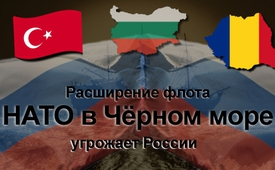 Расширение флота
НАТО в Чёрном море
угрожает России